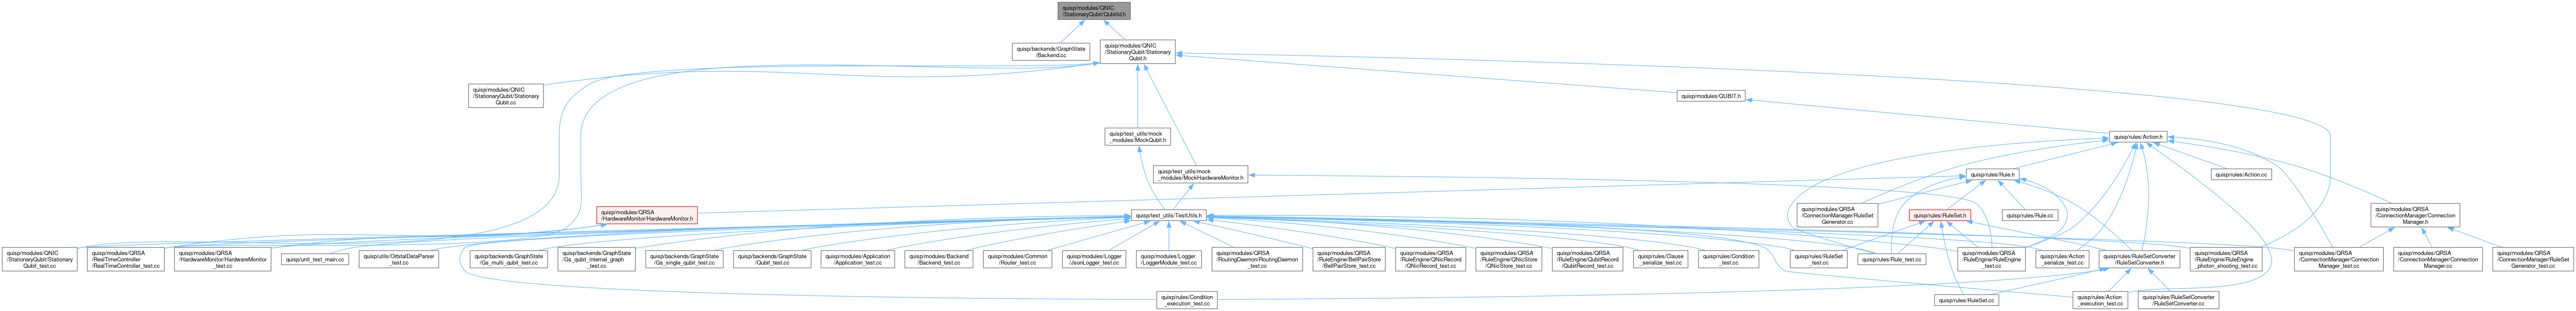 quisp/modules/QNIC
/StationaryQubit/QubitId.h
quisp/backends/GraphState
/Backend.cc
quisp/modules/QNIC
/StationaryQubit/Stationary
Qubit.h
quisp/modules/QNIC
/StationaryQubit/Stationary
Qubit.cc
quisp/modules/QUBIT.h
quisp/test_utils/mock
_modules/MockQubit.h
quisp/rules/Action.h
quisp/test_utils/mock
_modules/MockHardwareMonitor.h
quisp/rules/Rule.h
quisp/rules/Action.cc
quisp/modules/QRSA
/HardwareMonitor/HardwareMonitor.h
quisp/test_utils/TestUtils.h
quisp/modules/QRSA
/ConnectionManager/RuleSet
Generator.cc
quisp/rules/RuleSet.h
quisp/rules/Rule.cc
quisp/modules/QRSA
/ConnectionManager/Connection
Manager.h
quisp/modules/QNIC
/StationaryQubit/Stationary
Qubit_test.cc
quisp/modules/QRSA
/RealTimeController
/RealTimeController_test.cc
quisp/modules/QRSA
/HardwareMonitor/HardwareMonitor
_test.cc
quisp/unit_test_main.cc
quisp/utils/OrbitalDataParser
_test.cc
quisp/backends/GraphState
/Gs_multi_qubit_test.cc
quisp/backends/GraphState
/Gs_qubit_internal_graph
_test.cc
quisp/backends/GraphState
/Gs_single_qubit_test.cc
quisp/backends/GraphState
/Qubit_test.cc
quisp/modules/Application
/Application_test.cc
quisp/modules/Backend
/Backend_test.cc
quisp/modules/Common
/Router_test.cc
quisp/modules/Logger
/JsonLogger_test.cc
quisp/modules/Logger
/LoggerModule_test.cc
quisp/modules/QRSA
/RoutingDaemon/RoutingDaemon
_test.cc
quisp/modules/QRSA
/RuleEngine/BellPairStore
/BellPairStore_test.cc
quisp/modules/QRSA
/RuleEngine/QNicRecord
/QNicRecord_test.cc
quisp/modules/QRSA
/RuleEngine/QNicStore
/QNicStore_test.cc
quisp/modules/QRSA
/RuleEngine/QubitRecord
/QubitRecord_test.cc
quisp/rules/Clause
_serialize_test.cc
quisp/rules/Condition
_test.cc
quisp/rules/RuleSet
_test.cc
quisp/rules/Rule_test.cc
quisp/modules/QRSA
/RuleEngine/RuleEngine
_test.cc
quisp/rules/Action
_serialize_test.cc
quisp/rules/RuleSetConverter
/RuleSetConverter.h
quisp/modules/QRSA
/RuleEngine/RuleEngine
_photon_shooting_test.cc
quisp/modules/QRSA
/ConnectionManager/Connection
Manager_test.cc
quisp/modules/QRSA
/ConnectionManager/Connection
Manager.cc
quisp/modules/QRSA
/ConnectionManager/RuleSet
Generator_test.cc
quisp/rules/Condition
_execution_test.cc
quisp/rules/RuleSet.cc
quisp/rules/Action
_execution_test.cc
quisp/rules/RuleSetConverter
/RuleSetConverter.cc